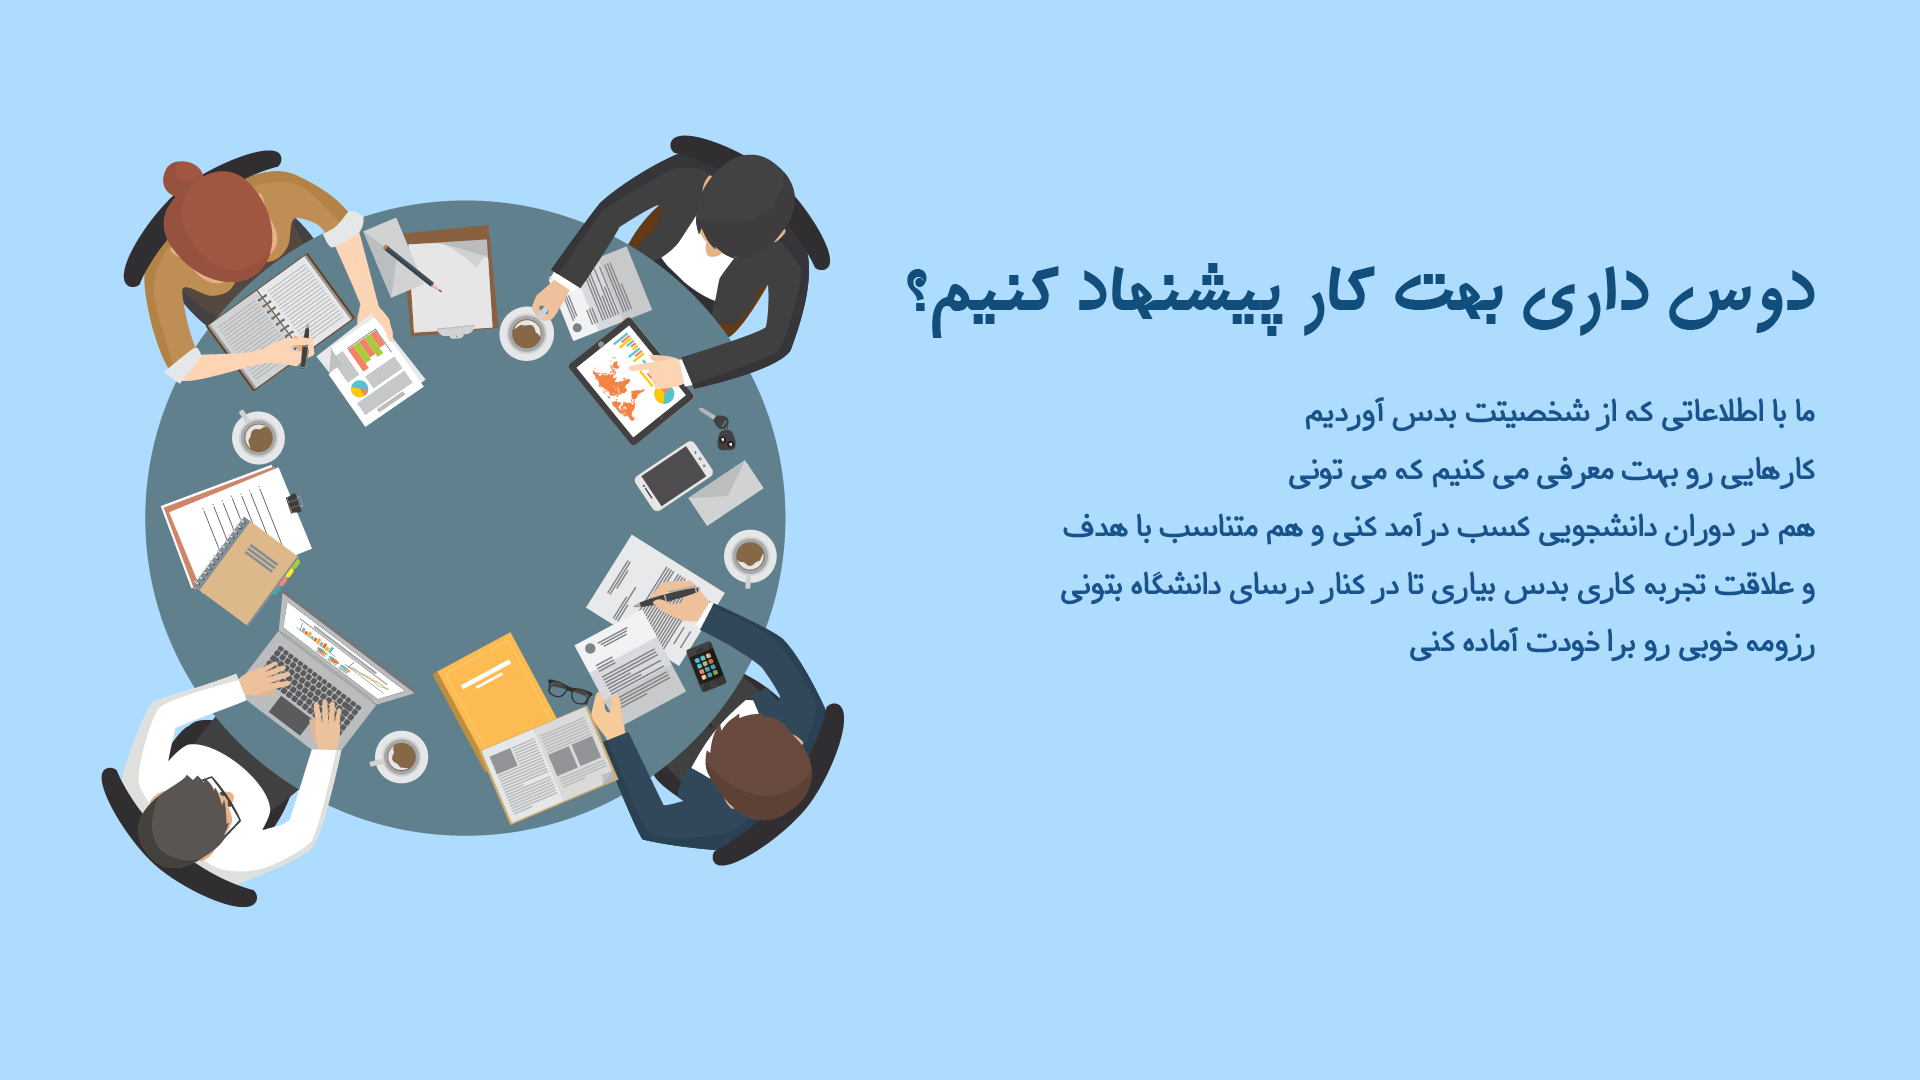 دوس داری بهت کار پیشنهاد کنیم؟
ما با اطلاعاتی که از شخصیتت بدس آوردیم
کارهایی رو بهت معرفی می کنیم که می تونی
هم در دوران دانشجویی کسب درآمد کنی و هم متناسب با هدف
و علاقت تجربه کاری بدس بیاری تا در کنار درسای دانشگاه بتونی
رزومه خوبی رو برا خودت آماده کنی